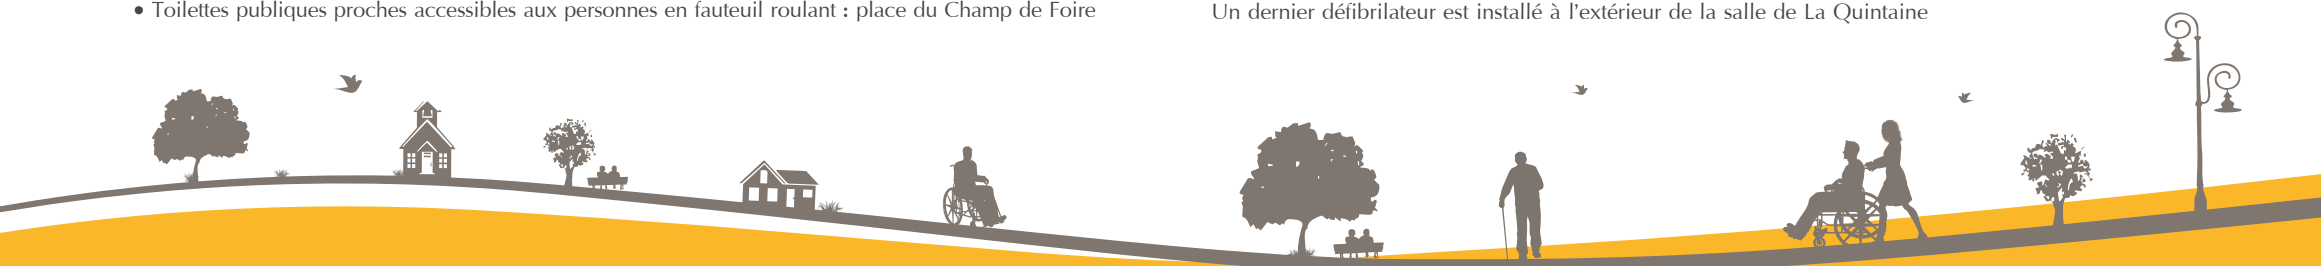 • Toilettes publiques proches accessibles aux personnes en fauteuil roulant : place du Champ de Foire
Un dernier défibrilateur est installé à l’extérieur de la salle de La Quintaine